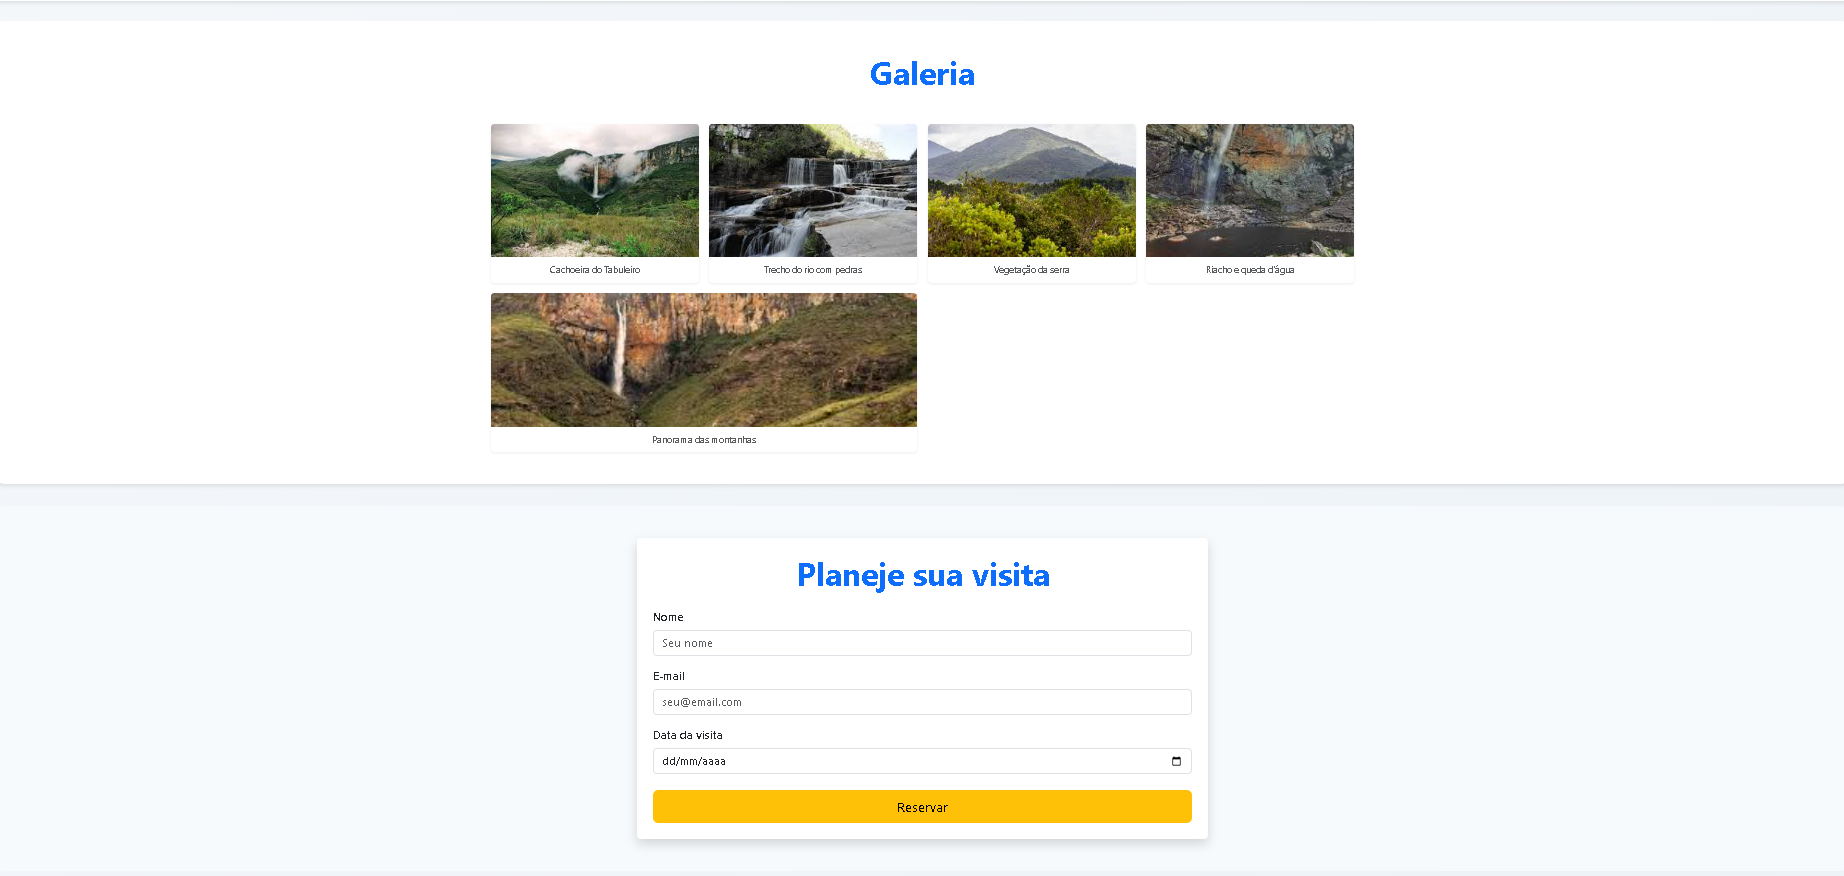 Galeria
Cachoeira do Tabuleiro
Trecho do rio com pedras
Vegetação da serra
Riacho e queda d'água
Panorama das montanhas
Planeje sua visita
Nome
Seu nome
E-mail
seu@email.com
Data da visita
dd/mm/aaaa
Reservar